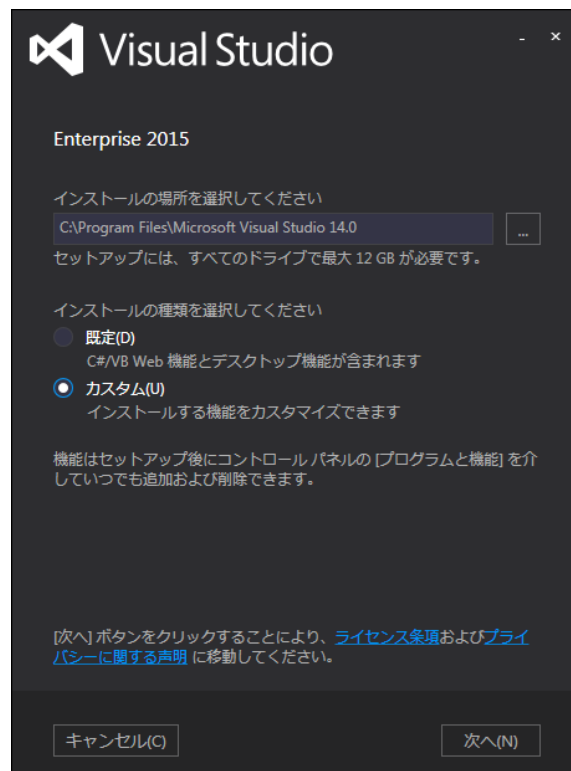 Visual Studio
Enterprise 2015
インストールの場所を選択してください
C:\Program Files\Microsoft Visual Studio 14.0
...
セットアップには、すべてのドライブで最大 12 GB が必要です。
インストールの種類を選択してください
既定(D)
C#/VB Web 機能とデスクトップ機能が含まれます
カスタム(U)
インストールする機能をカスタマイズできます
機能はセットアップ後にコントロール パネルの [プログラムと機能] を介
していつでも追加および削除できます。
[次へ] ボタンをクリックすることにより、ライセンス条項およびプライ
バシーに関する声明 に移動してください。
キャンセル(C)
次へ(N)